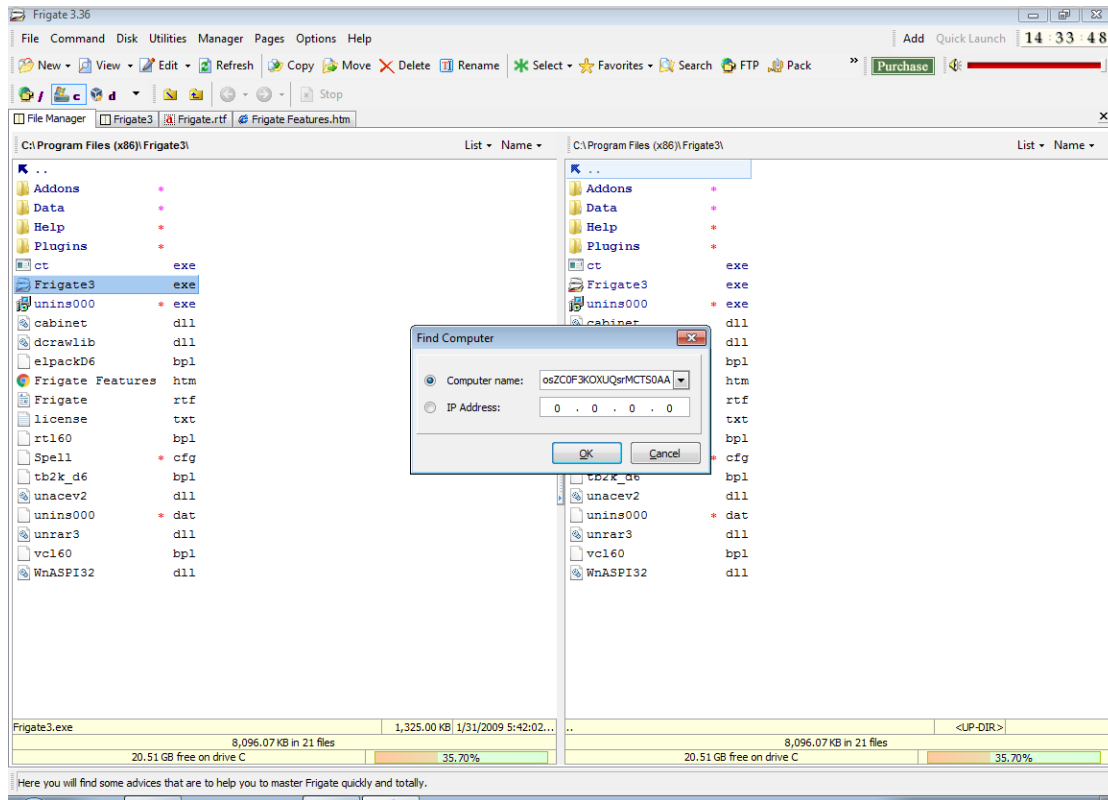 Frigate 3.36
File Command Disk Utilities Manager Pages Options Help Add Quick Launch 14:33:48
New View Edit Refresh Copy Move Delete Rename Select Favorites Search FTP Pack » Purchase
f c d Stop
File Manager Frigate3 Frigate.rtf Frigate Features.htm
C:\Program Files (x86)\Frigate3\ List Name C:\Program Files (x86)\Frigate3\ List Name
.. ..
Addons * Addons *
Data * Data *
Help * Help *
Plugins * Plugins *
ct exe ct exe
Frigate3 exe Frigate3 exe
unins000 * exe unins000 * exe
cabinet dll cabinet dll
dcrawlib dll dll
elpackD6 bpl bpl
Frigate Features htm htm
Frigate rtf rtf
license txt txt
rtl60 bpl bpl
Spell * cfg * cfg
tb2k_d6 bpl tb2k_d6 bpl
unacev2 dll unacev2 dll
unins000 * dat unins000 * dat
unrar3 dll unrar3 dll
vcl60 bpl vcl60 bpl
WnASPI32 dll WnASPI32 dll
Find Computer
Computer name: osZC0F3KOXUQsrMCTS0AA
IP Address: 0 . 0 . 0 . 0
OK Cancel
Frigate3.exe 1,325.00 KB 1/31/2009 5:42:02... .. <UP-DIR>
8,096.07 KB in 21 files 8,096.07 KB in 21 files
20.51 GB free on drive C 35.70% 20.51 GB free on drive C 35.70%
Here you will find some advices that are to help you to master Frigate quickly and totally.